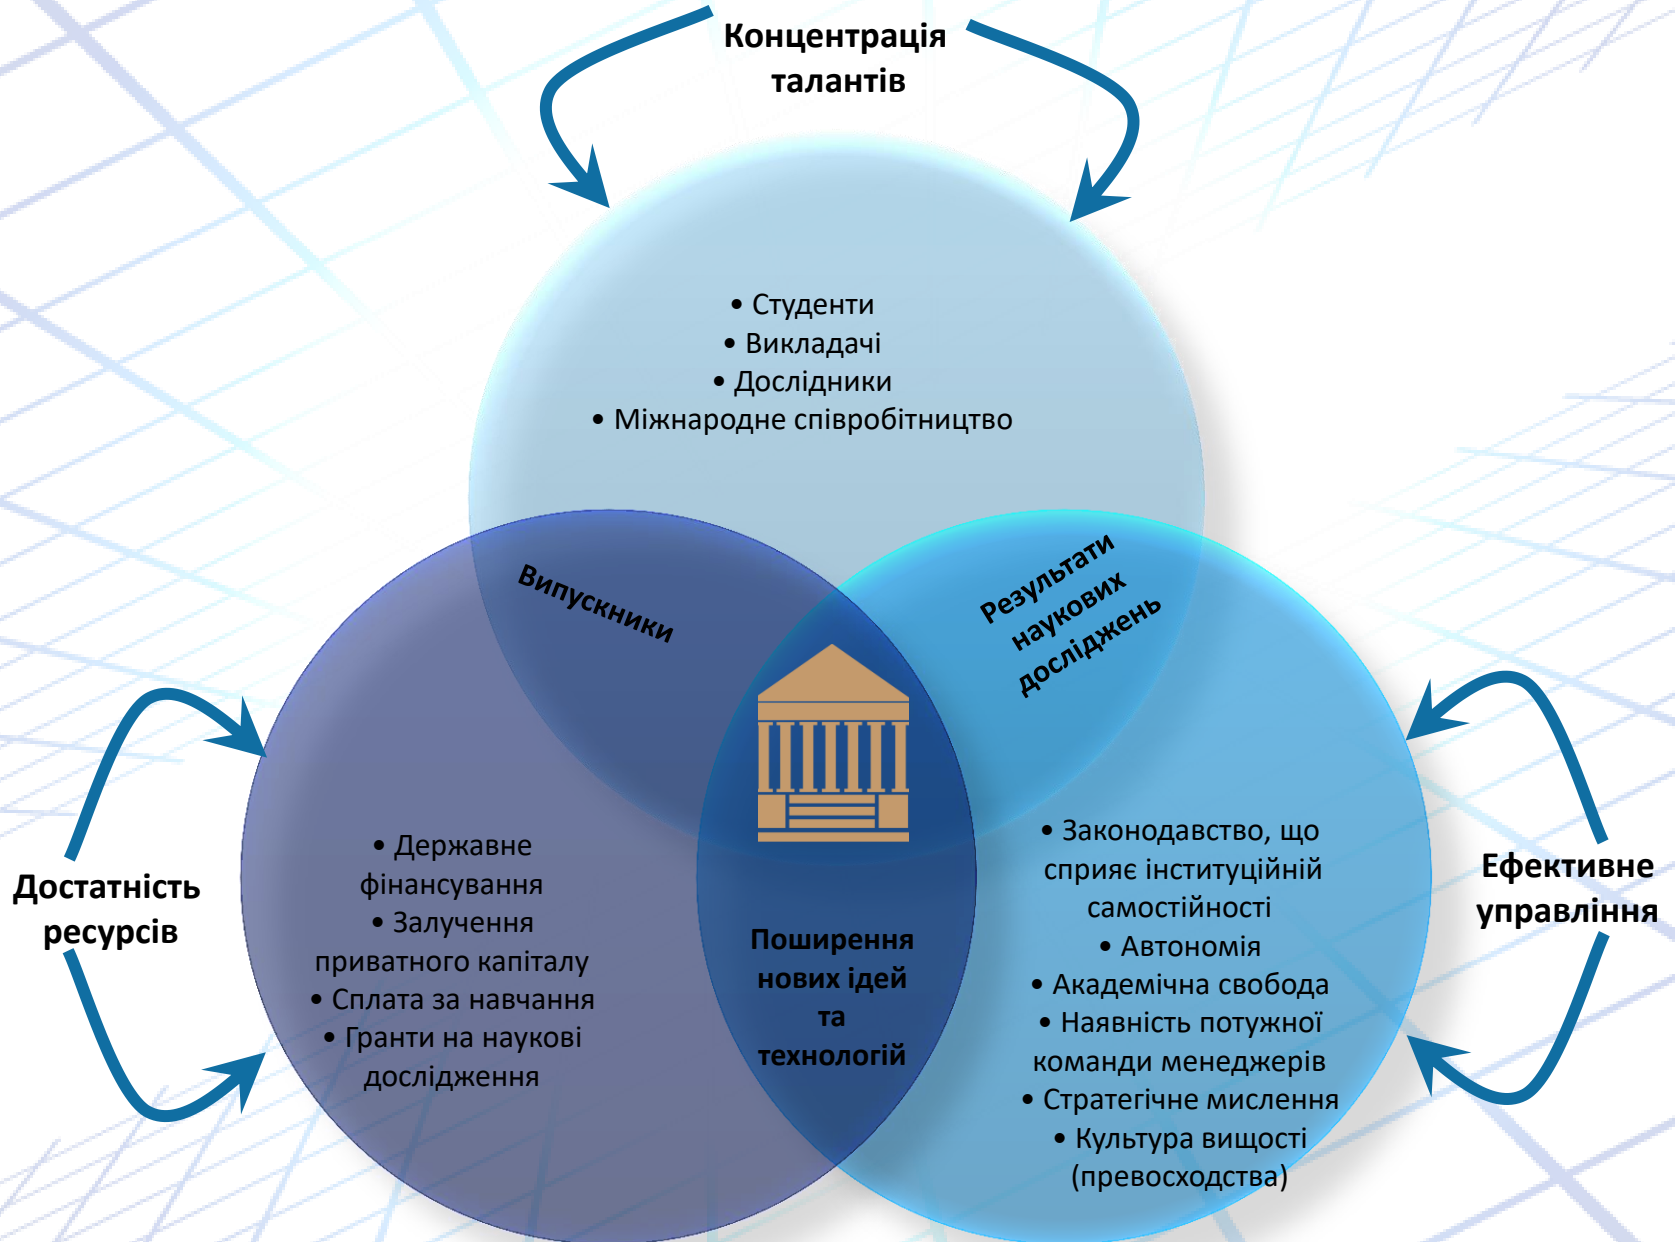 Концентрація
талантів
• Студенти
• Викладачі
• Дослідники
• Міжнародне співробітництво
Випускники
Результати
наукових
досліджень
Достатність
ресурсів
• Державне
фінансування
• Залучення
приватного капіталу
• Сплата за навчання
• Гранти на наукові
дослідження
Поширення
нових ідей
та
технологій
• Законодавство, що
сприяє інституційній
самостійності
• Автономія
• Академічна свобода
• Наявність потужної
команди менеджерів
• Стратегічне мислення
• Культура вищості
(превосходства)
Ефективне
управління